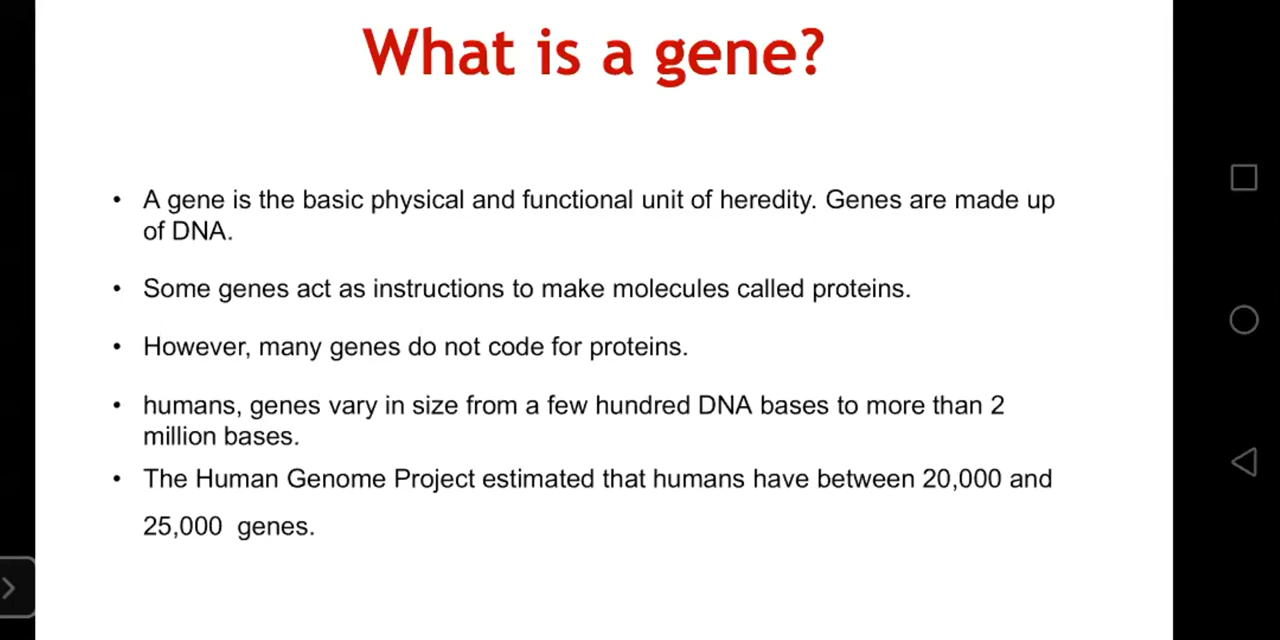 What is a gene?
• A gene is the basic physical and functional unit of heredity. Genes are made up
of DNA.
• Some genes act as instructions to make molecules called proteins.
• However, many genes do not code for proteins.
• humans, genes vary in size from a few hundred DNA bases to more than 2
million bases.
• The Human Genome Project estimated that humans have between 20,000 and
25,000 genes.